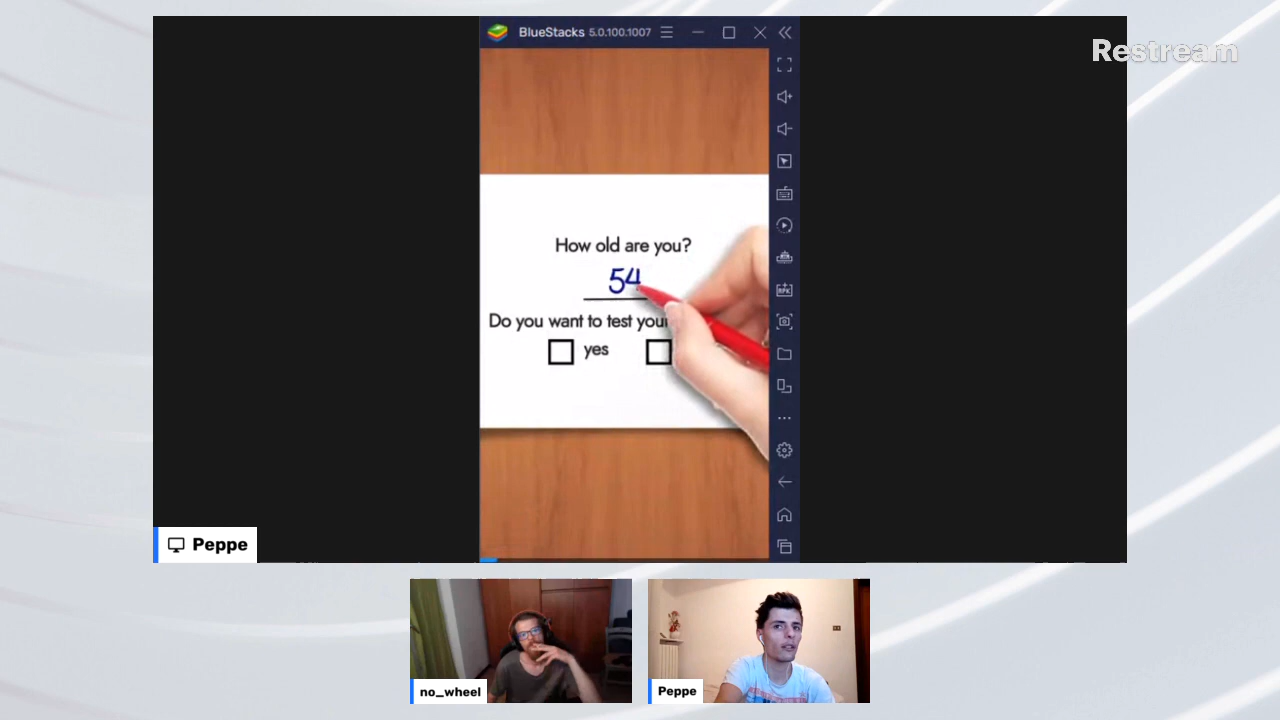 BlueStacks 5.0.100.1007
Restream
How old are you?
54
Do you want to test your
yes
Peppe
no_wheel
Peppe